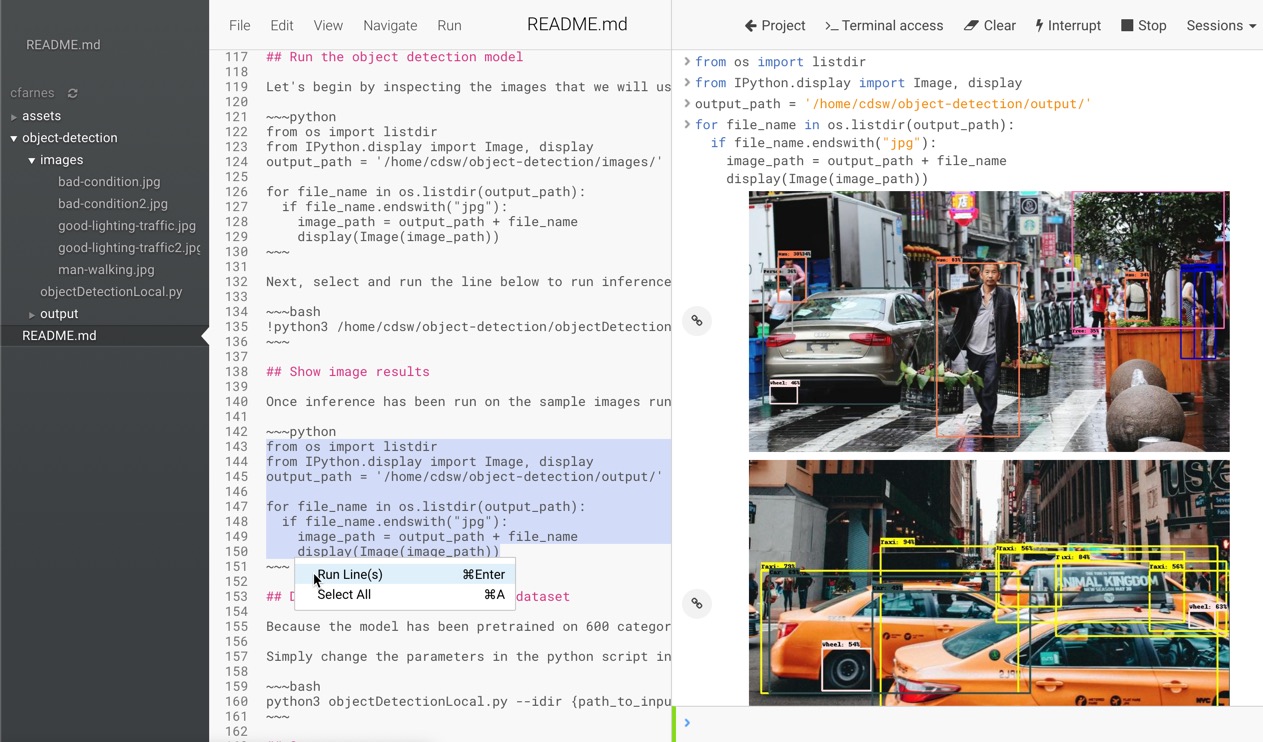 File Edit View Navigate Run
README.md
Project Terminal access Clear Interrupt Stop Sessions
README.md
cfarnes
assets
object-detection
images
bad-condition.jpg
bad-condition2.jpg
good-lighting-traffic.jpg
good-lighting-traffic2.jpg
man-walking.jpg
objectDetectionLocal.py
output
README.md
117 ## Run the object detection model
118
119 Let's begin by inspecting the images that we will us
120
121 ~~~python
122 from os import listdir
123 from IPython.display import Image, display
124 output_path = '/home/cdsw/object-detection/images/'
125
126 for file_name in os.listdir(output_path):
127 if file_name.endswith("jpg"):
128 image_path = output_path + file_name
129 display(Image(image_path))
130 ~~~
131
132 Next, select and run the line below to run inference
133
134 ~~~bash
135 !python3 /home/cdsw/object-detection/objectDetection
136 ~~~
137
138 ## Show image results
139
140 Once inference has been run on the sample images run
141
142 ~~~python
143 from os import listdir
144 from IPython.display import Image, display
145 output_path = '/home/cdsw/object-detection/output/'
146
147 for file_name in os.listdir(output_path):
148 if file_name.endswith("jpg"):
149 image_path = output_path + file_name
150 display(Image(image_path))
151 ~~~
152
153 ## D dataset
154
155 Because the model has been pretrained on 600 categor
156
157 Simply change the parameters in the python script in
158
159 ~~~bash
160 python3 objectDetectionLocal.py --idir {path_to_inpu
161 ~~~
162
Run Line(s) ⌘Enter
Select All ⌘A
> from os import listdir
> from IPython.display import Image, display
> output_path = '/home/cdsw/object-detection/output/'
> for file_name in os.listdir(output_path):
if file_name.endswith("jpg"):
image_path = output_path + file_name
display(Image(image_path))
Wheel: 46%
Tree: 35%
Taxi: 94%
Taxi: 56%
Taxi: 84%
Taxi: 56%
Taxi: 79%
ANIMAL KINGDOM
Wheel: 63%
Wheel: 54%
NYC
>